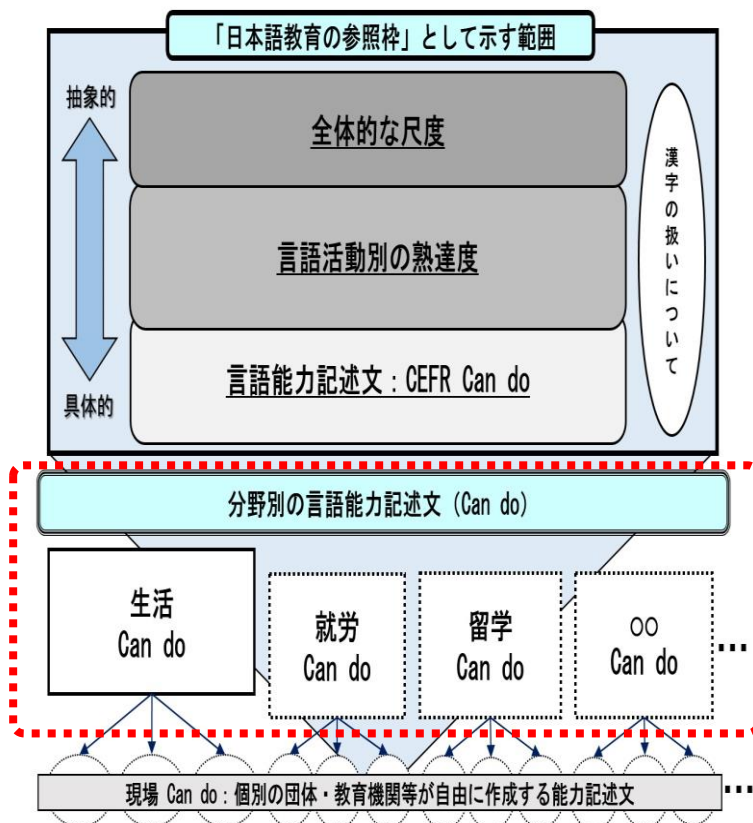 「日本語教育の参照枠」として示す範囲
抽象的
全体的な尺度
言語活動別の熟達度
言語能力記述文：CEFR Can do
具体的
漢字の扱いについて
分野別の言語能力記述文（Can do）
生活
Can do
就労
Can do
留学
Can do
○○
Can do
…
現場 Can do：個別の団体・教育機関等が自由に作成する能力記述文
…